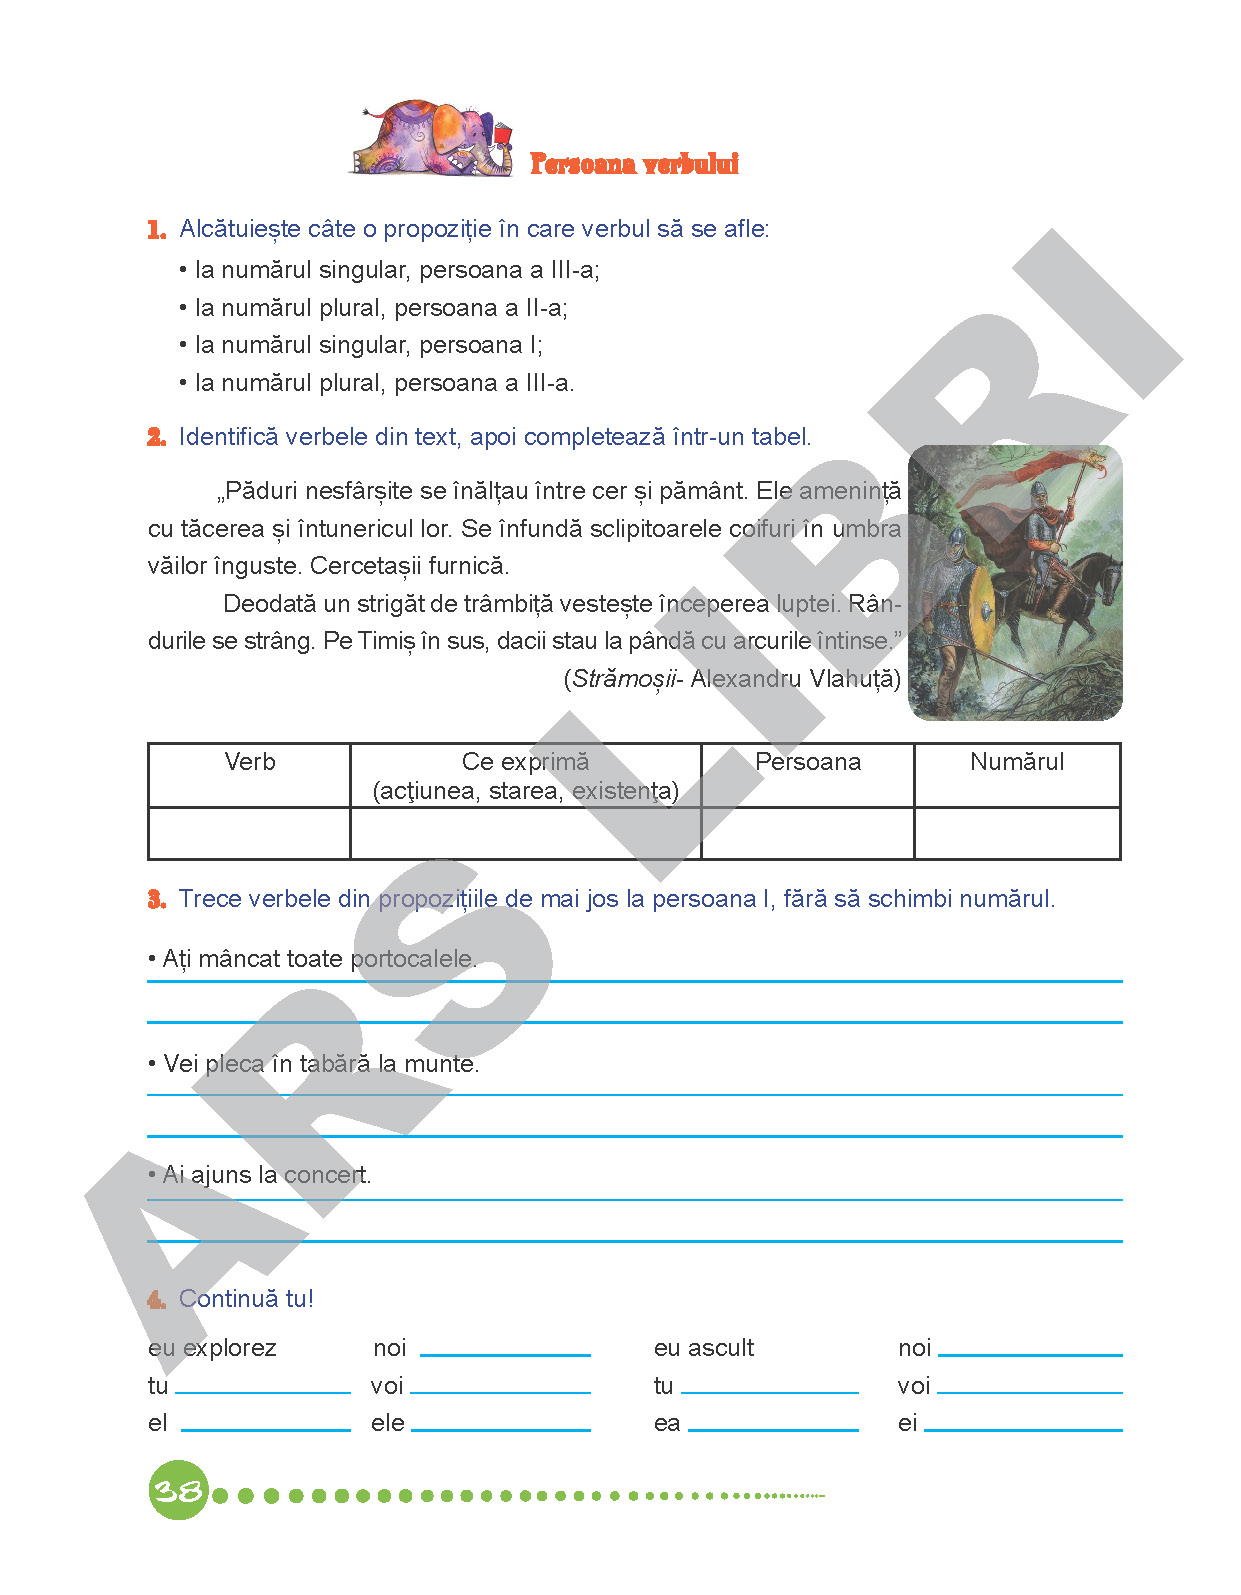 Persoana verbului
1. Alcătuiește câte o propoziție în care verbul să se afle:
• la numărul singular, persoana a III-a;
• la numărul plural, persoana a II-a;
• la numărul singular, persoana I;
• la numărul plural, persoana a III-a.
2. Identifică verbele din text, apoi completează într-un tabel.
„Păduri nesfârșite se înălțau între cer și pământ. Ele amenință
cu tăcerea și întunericul lor. Se înfundă sclipitoarele coifuri în umbra
văilor înguste. Cercetașii furnică.
Deodată un strigăt de trâmbiță vestește începerea luptei. Rân-
durile se strâng. Pe Timiș în sus, dacii stau la pândă cu arcurile întinse.”
(Strămoșii- Alexandru Vlahuță)
Verb Ce exprimă Persoana Numărul
(acţiunea, starea, existenţa)
3. Trece verbele din propozițiile de mai jos la persoana I, fără să schimbi numărul.
• Ați mâncat toate portocalele.
• Vei pleca în tabără la munte.
• Ai ajuns la concert.
4. Continuă tu!
eu explorez noi eu ascult noi
tu voi tu voi
el ele ea ei
38
ARS LIBRI